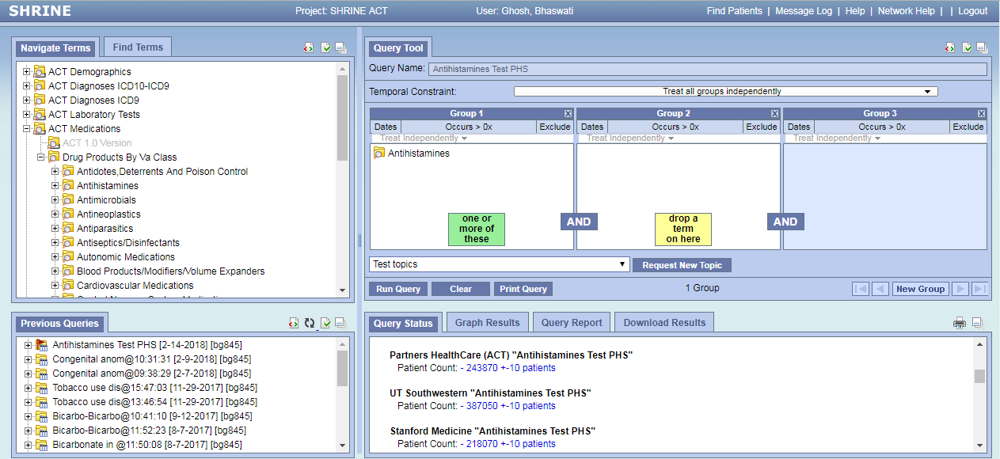 SHRINE
Project: SHRINE ACT
User: Ghosh, Bhaswati
Find Patients | Message Log | Help | Network Help | | Logout
Navigate Terms
Find Terms
ACT Demographics
ACT Diagnoses ICD10-ICD9
ACT Diagnoses ICD9
ACT Laboratory Tests
ACT Medications
ACT 1.0 Version
Drug Products By Va Class
Antidotes,Deterrents And Poison Control
Antihistamines
Antimicrobials
Antineoplastics
Antiparasitics
Antiseptics/Disinfectants
Autonomic Medications
Blood Products/Modifiers/Volume Expanders
Cardiovascular Medications
Previous Queries
Antihistamines Test PHS [2-14-2018] [bg845]
Congenital anom@10:31:31 [2-9-2018] [bg845]
Congenital anom@09:38:29 [2-7-2018] [bg845]
Tobacco use dis@15:47:03 [11-29-2017] [bg845]
Tobacco use dis@13:46:54 [11-29-2017] [bg845]
Bicarbo-Bicarbo@10:41:10 [9-12-2017] [bg845]
Bicarbo-Bicarbo@11:52:23 [8-7-2017] [bg845]
Bicarbonate in @11:50:08 [8-7-2017] [bg845]
Query Tool
Query Name: Antihistamines Test PHS
Temporal Constraint: Treat all groups independently
Group 1
Dates Occurs > 0x Exclude
Treat Independently
Antihistamines
one or
more of
these
AND
Group 2
Dates Occurs > 0x Exclude
Treat Independently
drop a
term
on here
AND
Group 3
Dates Occurs > 0x Exclude
Treat Independently
Test topics
Request New Topic
Run Query
Clear
Print Query
1 Group
New Group
Query Status
Graph Results
Query Report
Download Results
Partners HealthCare (ACT) "Antihistamines Test PHS"
Patient Count: - 243870 +-10 patients
UT Southwestern "Antihistamines Test PHS"
Patient Count: - 387050 +-10 patients
Stanford Medicine "Antihistamines Test PHS"
Patient Count: - 218070 +-10 patients